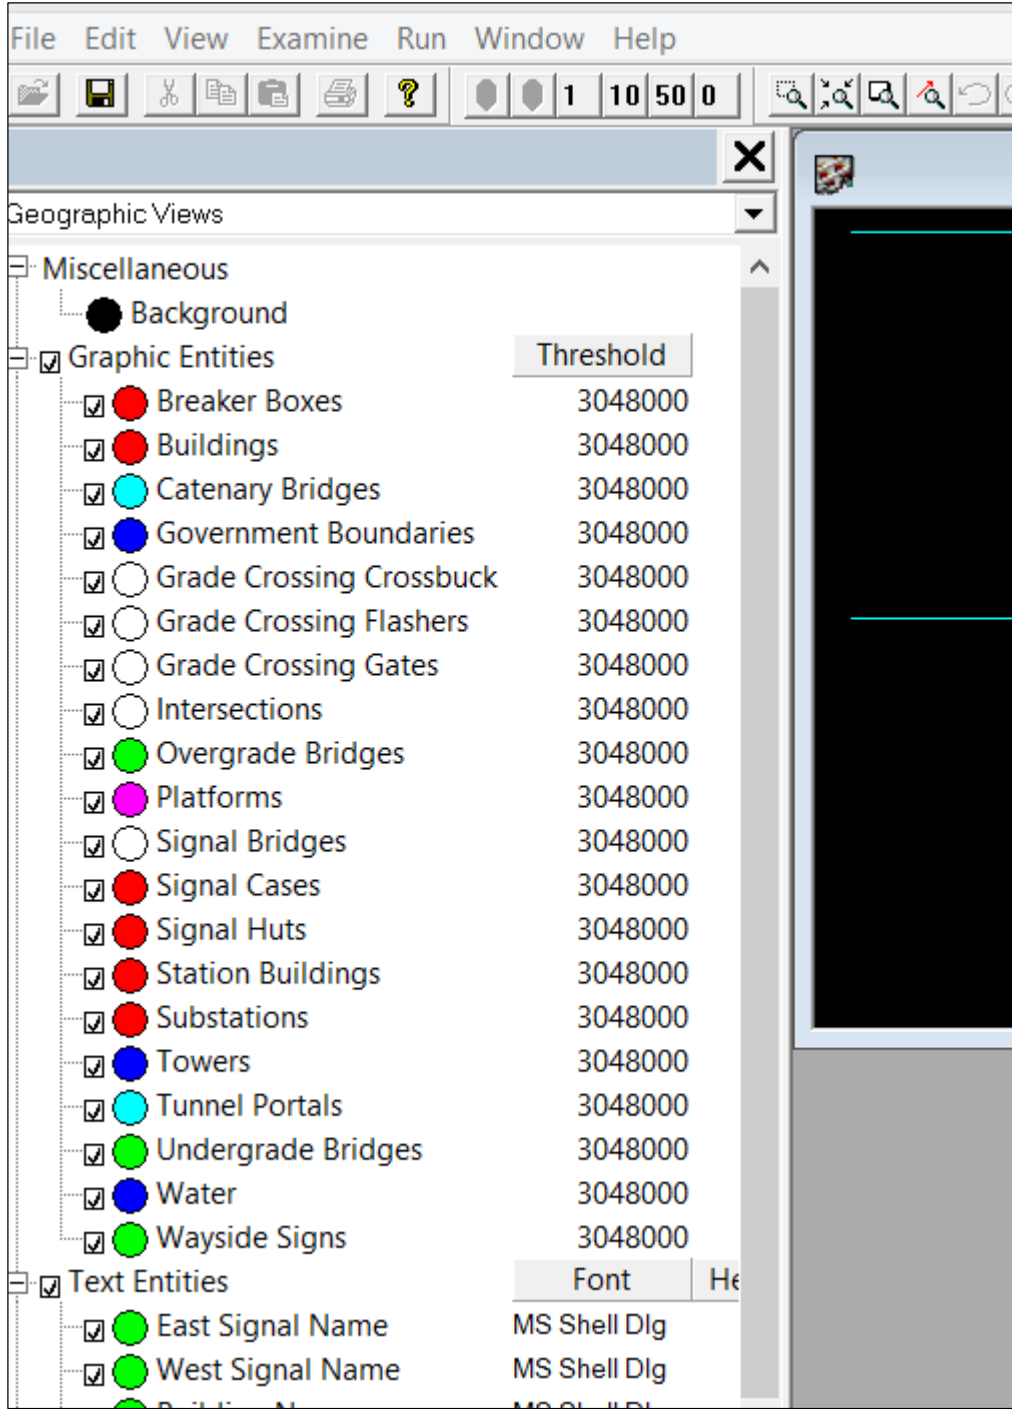 File Edit View Examine Run Window Help
1 10 50 0
Geographic Views
Miscellaneous
Background
Graphic Entities Threshold
Breaker Boxes 3048000
Buildings 3048000
Catenary Bridges 3048000
Government Boundaries 3048000
Grade Crossing Crossbuck 3048000
Grade Crossing Flashers 3048000
Grade Crossing Gates 3048000
Intersections 3048000
Overgrade Bridges 3048000
Platforms 3048000
Signal Bridges 3048000
Signal Cases 3048000
Signal Huts 3048000
Station Buildings 3048000
Substations 3048000
Towers 3048000
Tunnel Portals 3048000
Undergrade Bridges 3048000
Water 3048000
Wayside Signs 3048000
Text Entities Font He
East Signal Name MS Shell Dlg
West Signal Name MS Shell Dlg